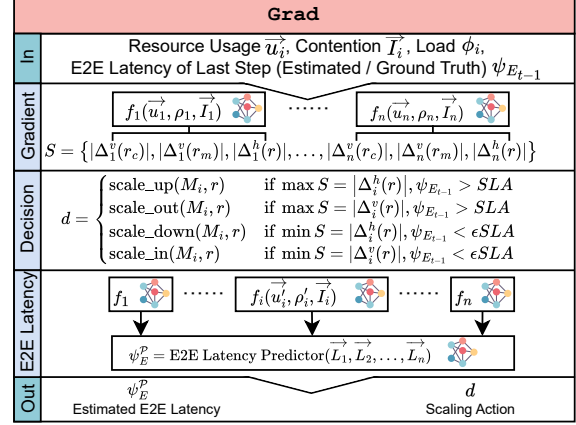 Grad
In
Resource Usage $\overrightarrow{u_i}$, Contention $\overrightarrow{I_i}$, Load $\phi_i$,
E2E Latency of Last Step (Estimated / Ground Truth) $\psi_{E_{t-1}}$
Gradient
$f_1(\overrightarrow{u_1}, \rho_1, \overrightarrow{I_1})$ ...... $f_n(\overrightarrow{u_n}, \rho_n, \overrightarrow{I_n})$
$S = \{|\Delta_1^v(r_c)|, |\Delta_1^v(r_m)|, |\Delta_1^h(r)|, \ldots, |\Delta_n^v(r_c)|, |\Delta_n^v(r_m)|, |\Delta_n^h(r)|\}$
Decision
d =
scale_up($M_i, r$) if max $S = |\Delta_i^h(r)|, \psi_{E_{t-1}} > SLA$
scale_out($M_i, r$) if max $S = |\Delta_i^v(r)|, \psi_{E_{t-1}} > SLA$
scale_down($M_i, r$) if min $S = |\Delta_i^h(r)|, \psi_{E_{t-1}} < \epsilon SLA$
scale_in($M_i, r$) if min $S = |\Delta_i^v(r)|, \psi_{E_{t-1}} < \epsilon SLA$
E2E Latency
$f_1$ ...... $f_i(\overrightarrow{u_i'}, \rho_i', \overrightarrow{I_i})$ ...... $f_n$
$\psi_E^{\mathcal{P}}$ = E2E Latency Predictor($\overrightarrow{L_1}, \overrightarrow{L_2}, \ldots, \overrightarrow{L_n}$)
Out
$\psi_E^{\mathcal{P}}$ d
Estimated E2E Latency Scaling Action